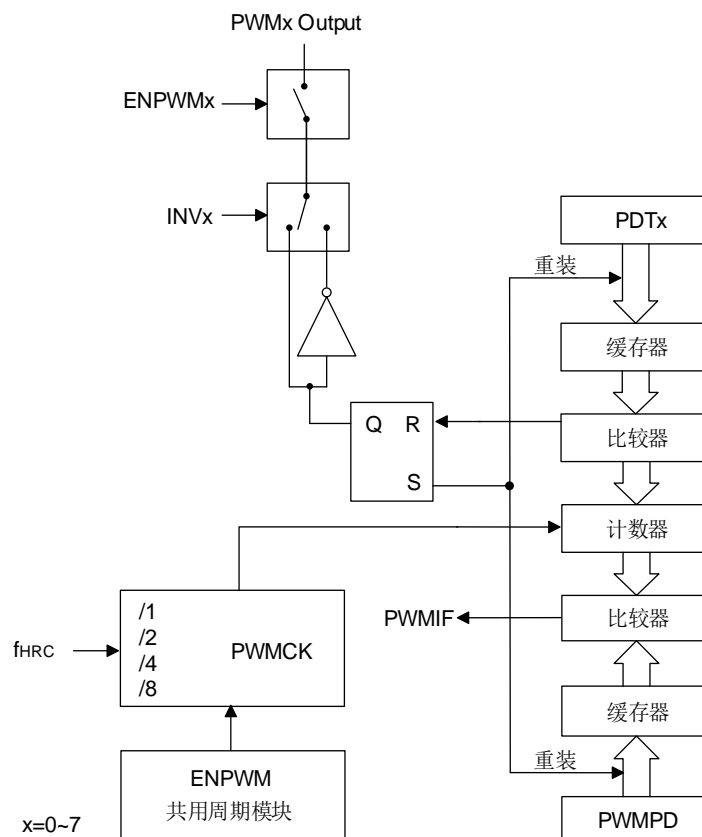 PWMx Output
ENPWMx
INVx
PDTx
重装
缓存器
Q R
比较器
S
计数器
/1
/2
/4
/8
PWMCK
fHRC
PWMIF
比较器
缓存器
重装
ENPWM
共用周期模块
PWMPD
x=0~7